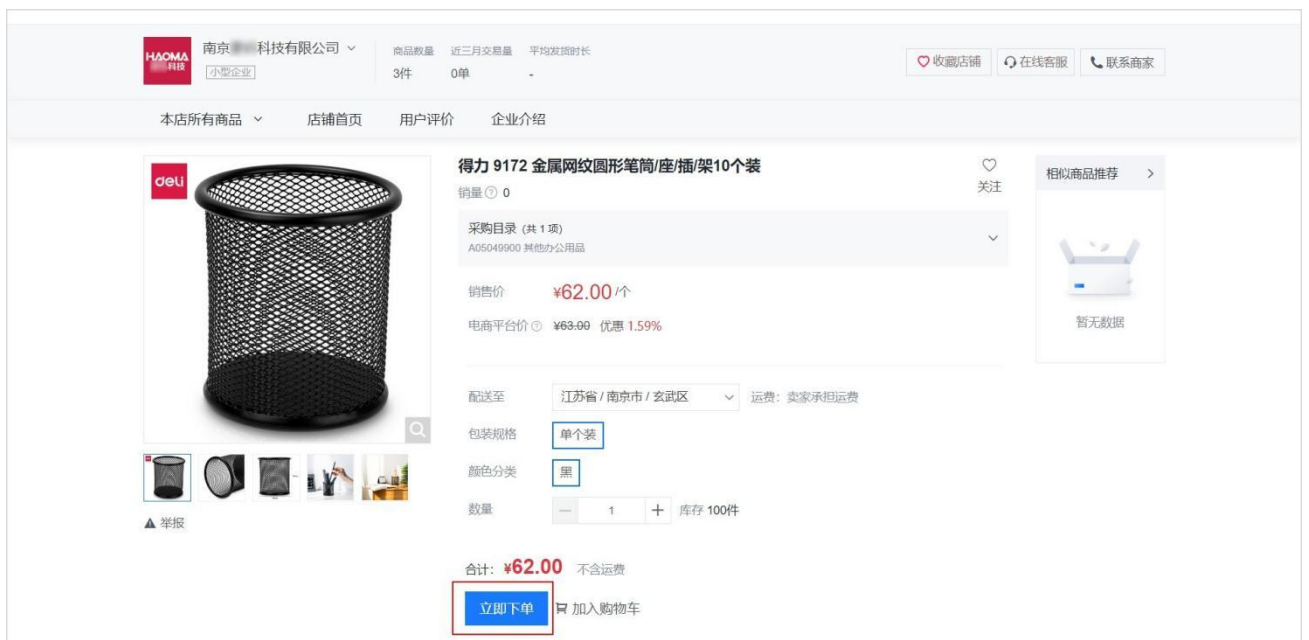 HAOMA
科技
南京 科技有限公司
小型企业
商品数量 近三月交易量 平均发货时长
3件 0单 -
收藏店铺 在线客服 联系商家
本店所有商品 店铺首页 用户评价 企业介绍
deli
得力 9172 金属网纹圆形笔筒/座/插/架10个装
销量 0
关注
采购目录 (共 1 项)
A05049900 其他办公用品
销售价 ¥62.00 /个
电商平台价 ¥63.00 优惠 1.59%
配送至 江苏省 / 南京市 / 玄武区 运费：卖家承担运费
包装规格 单个装
颜色分类 黑
数量 — 1 + 库存 100件
举报
合计：¥62.00 不含运费
立即下单 加入购物车
相似商品推荐 >
暂无数据